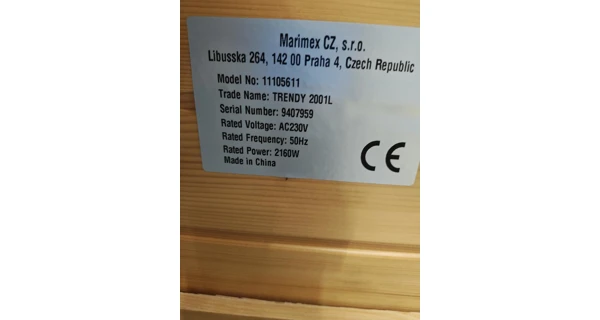 Marimex CZ, s.r.o.
Libusska 264, 142 00 Praha 4, Czech Republic
Model No: 11105611
Trade Name: TRENDY 2001L
Serial Number: 9407959
Rated Voltage: AC230V
Rated Frequency: 50Hz
Rated Power: 2160W
Made in China
CE